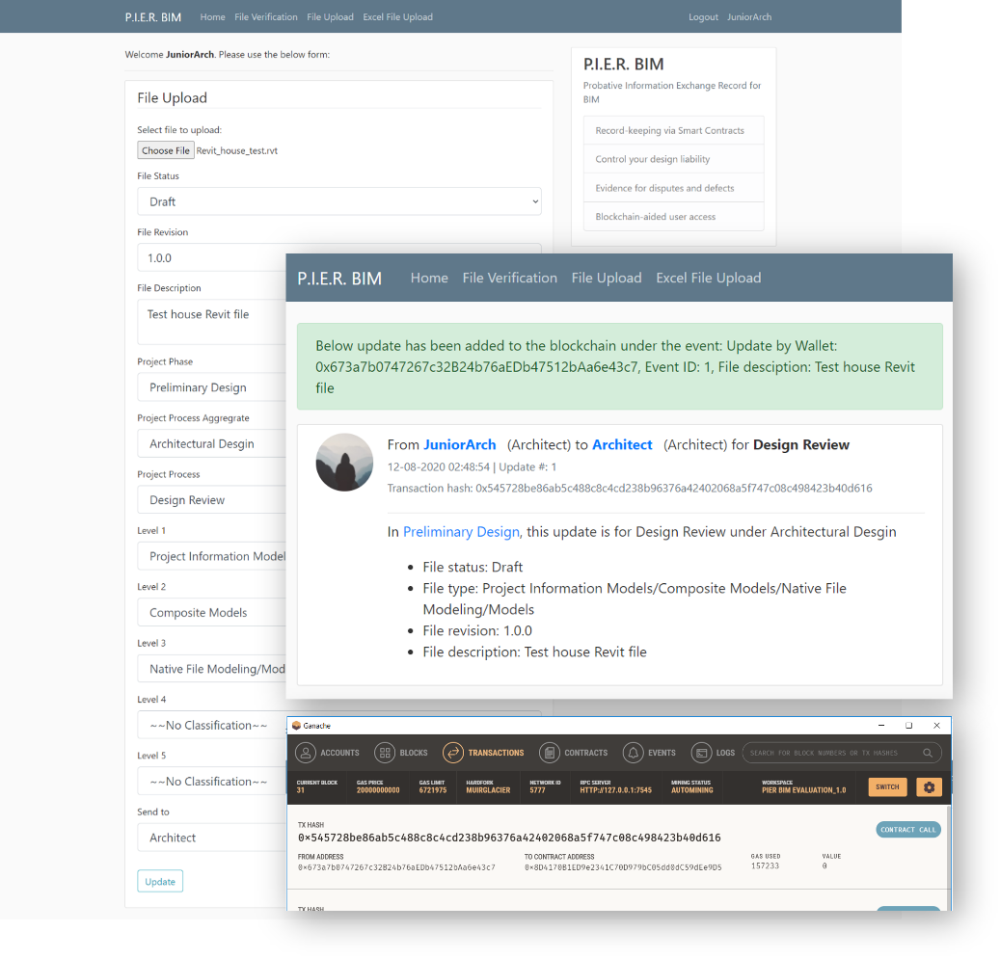 P.I.E.R. BIM Home File Verification File Upload Excel File Upload Logout JuniorArch
Welcome JuniorArch. Please use the below form:
File Upload
Select file to upload:
Choose File Revit_house_test.rvt
File Status
Draft
File Revision
1.0.0
File Description
Test house Revit file
Project Phase
Preliminary Design
Project Process Aggregrate
Architectural Desgin
Project Process
Design Review
Level 1
Project Information Model
Level 2
Composite Models
Level 3
Native File Modeling/Mod
Level 4
~~No Classification~~
Level 5
~~No Classification~~
Send to
Architect
Update
P.I.E.R. BIM
Probative Information Exchange Record for
BIM
Record-keeping via Smart Contracts
Control your design liability
Evidence for disputes and defects
Blockchain-aided user access
P.I.E.R. BIM Home File Verification File Upload Excel File Upload
Below update has been added to the blockchain under the event: Update by Wallet:
0x673a7b0747267c32B24b76aEDb47512bAa6e43c7, Event ID: 1, File desciption: Test house Revit
file
From JuniorArch (Architect) to Architect (Architect) for Design Review
12-08-2020 02:48:54 | Update #: 1
Transaction hash: 0x545728be86ab5c488c8c4cd238b96376a42402068a5f747c08c498423b40d616
In Preliminary Design, this update is for Design Review under Architectural Desgin
• File status: Draft
• File type: Project Information Models/Composite Models/Native File
Modeling/Models
• File revision: 1.0.0
• File description: Test house Revit file
Ganache
ACCOUNTS BLOCKS TRANSACTIONS CONTRACTS EVENTS LOGS SEARCH FOR BLOCK NUMBERS OR TX HASHES
CURRENT BLOCK GAS PRICE GAS LIMIT HARDFORK NETWORK ID RPC SERVER MINING STATUS WORKSPACE
31 20000000000 6721975 MUIRGLACIER 5777 HTTP://127.0.0.1:7545 AUTOMINING PIER BIM EVALUATION_1.0 SWITCH
TX HASH
0×545728be86ab5c488c8c4cd238b96376a42402068a5f747c08c498423b40d616 CONTRACT CALL
FROM ADDRESS TO CONTRACT ADDRESS GAS USED VALUE
0×673a7b0747267c32B24b76aEDb47512bAa6e43c7 0×8D4170B1ED9e2341C70D979bC05dd0dC59dEe9D5 157233 0
TX HASH